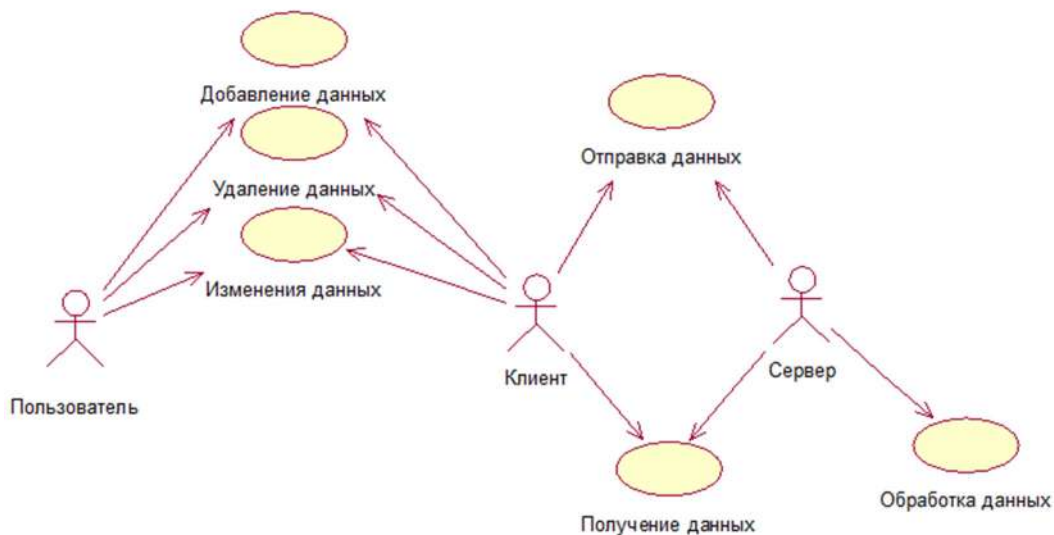 Добавление данных
Удаление данных
Изменения данных
Пользователь
Отправка данных
Клиент
Сервер
Получение данных
Обработка данных